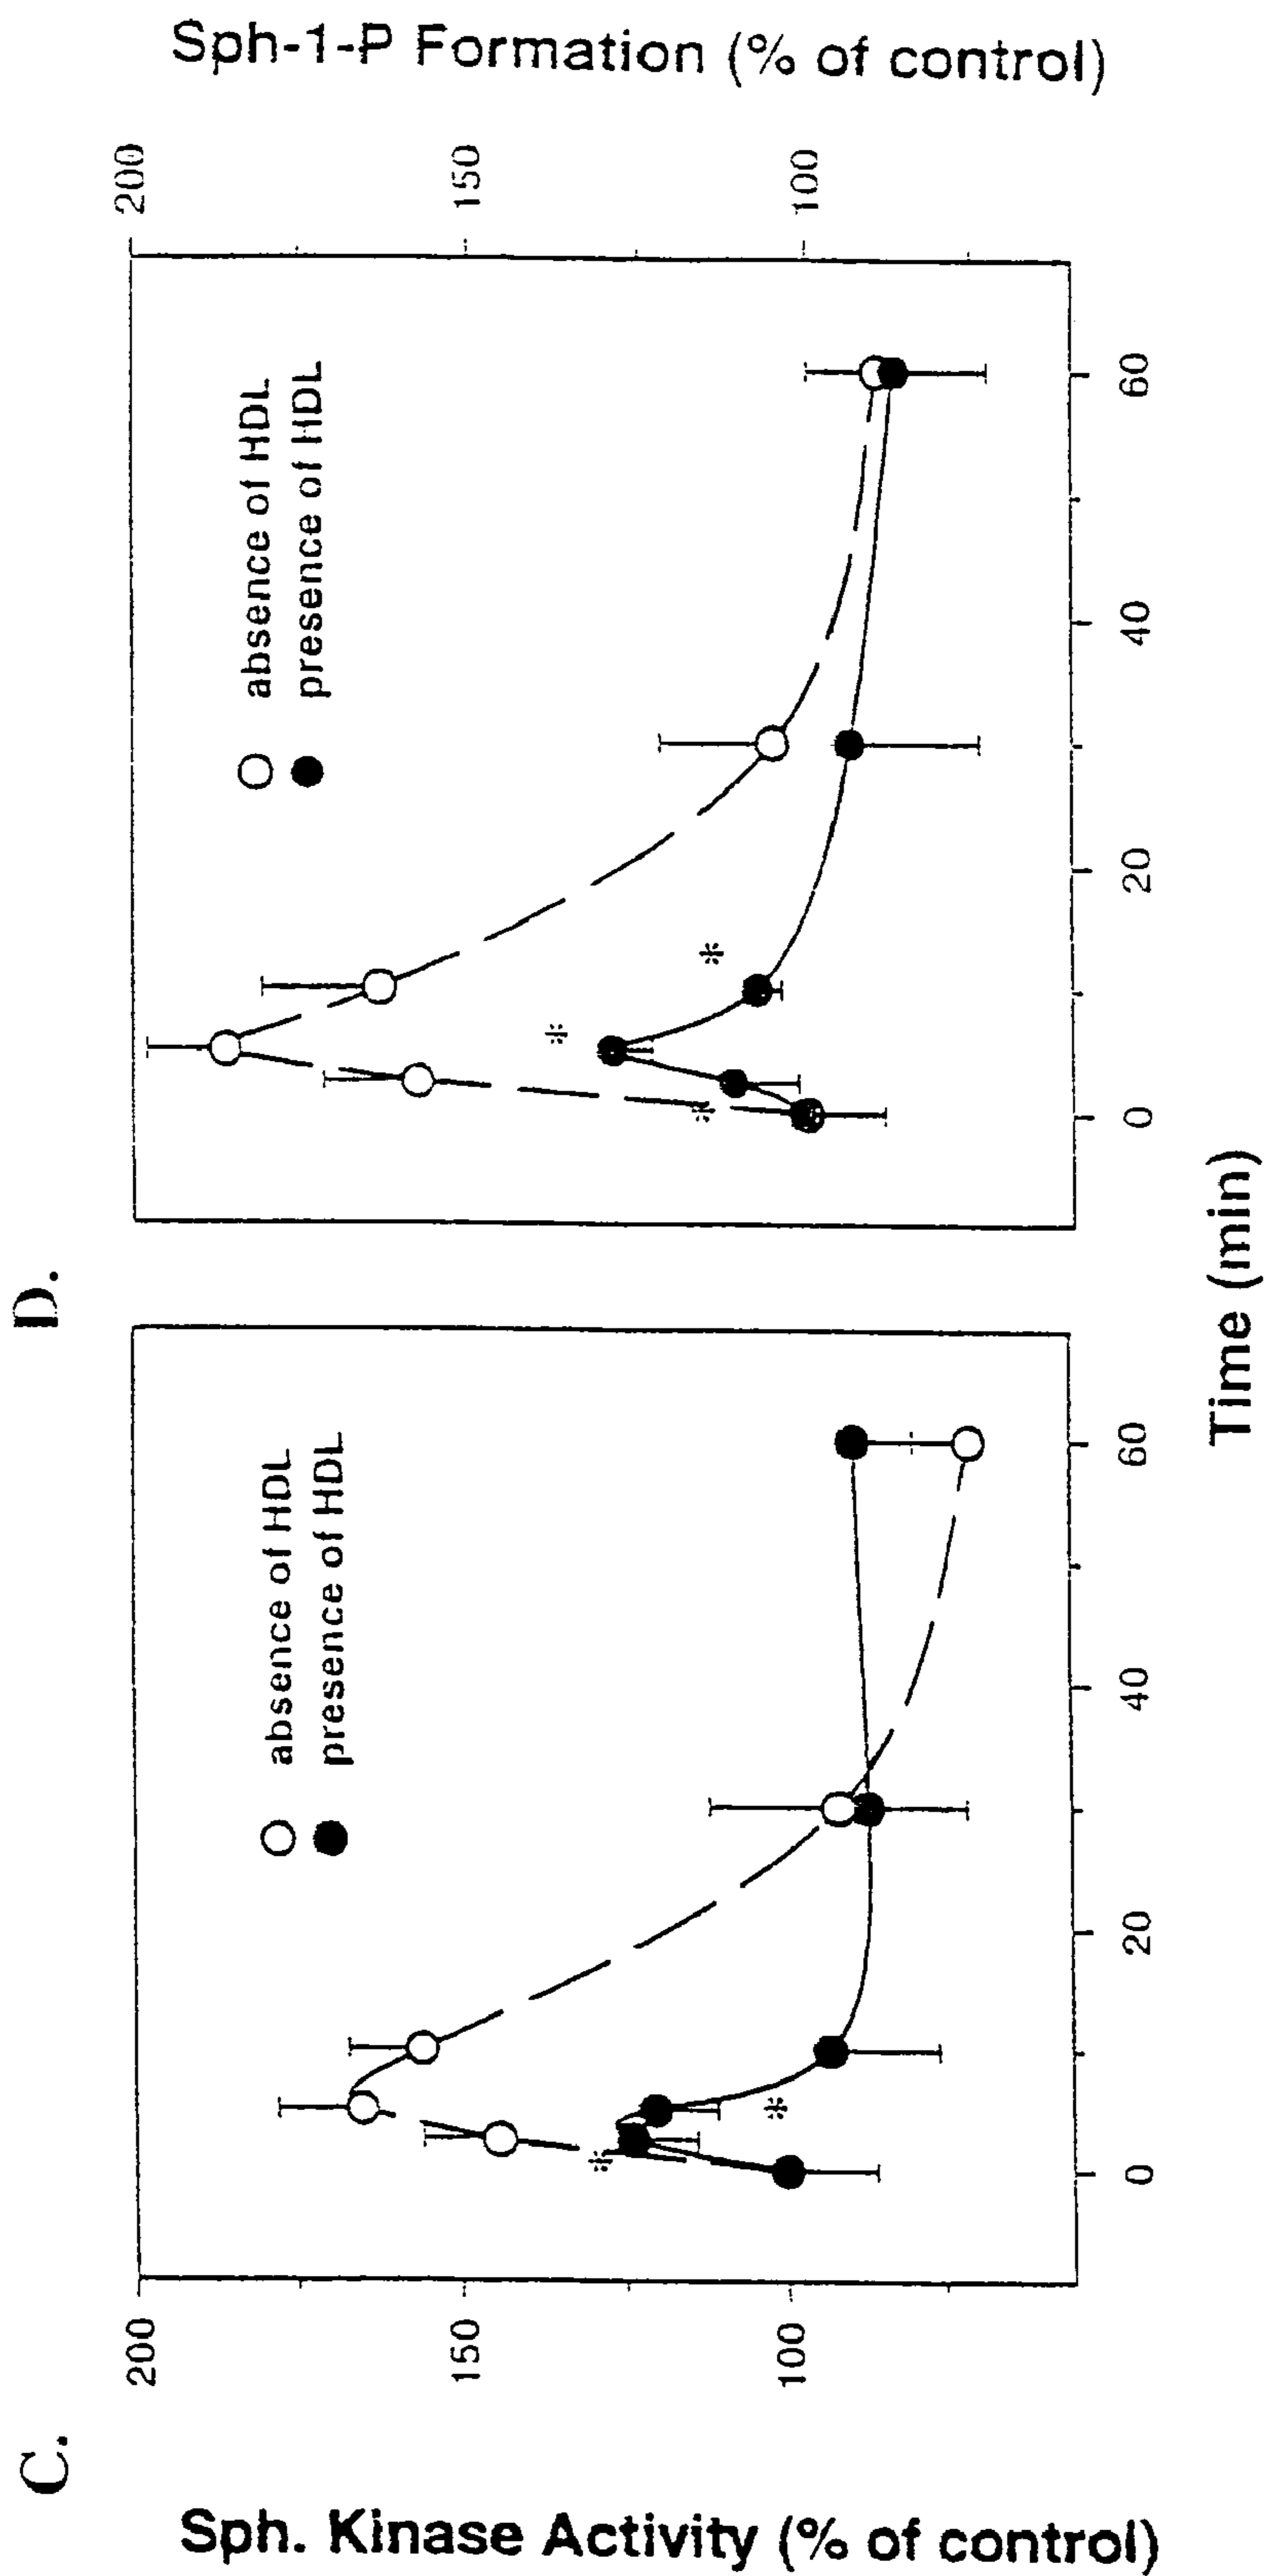 C.
Sph. Kinase Activity (% of control)
200
150
100
absence of HDL
presence of HDL
*
*
0
20
40
60
D.
Sph-1-P Formation (% of control)
200
150
100
absence of HDL
presence of HDL
*
*
*
0
20
40
60
Time (min)